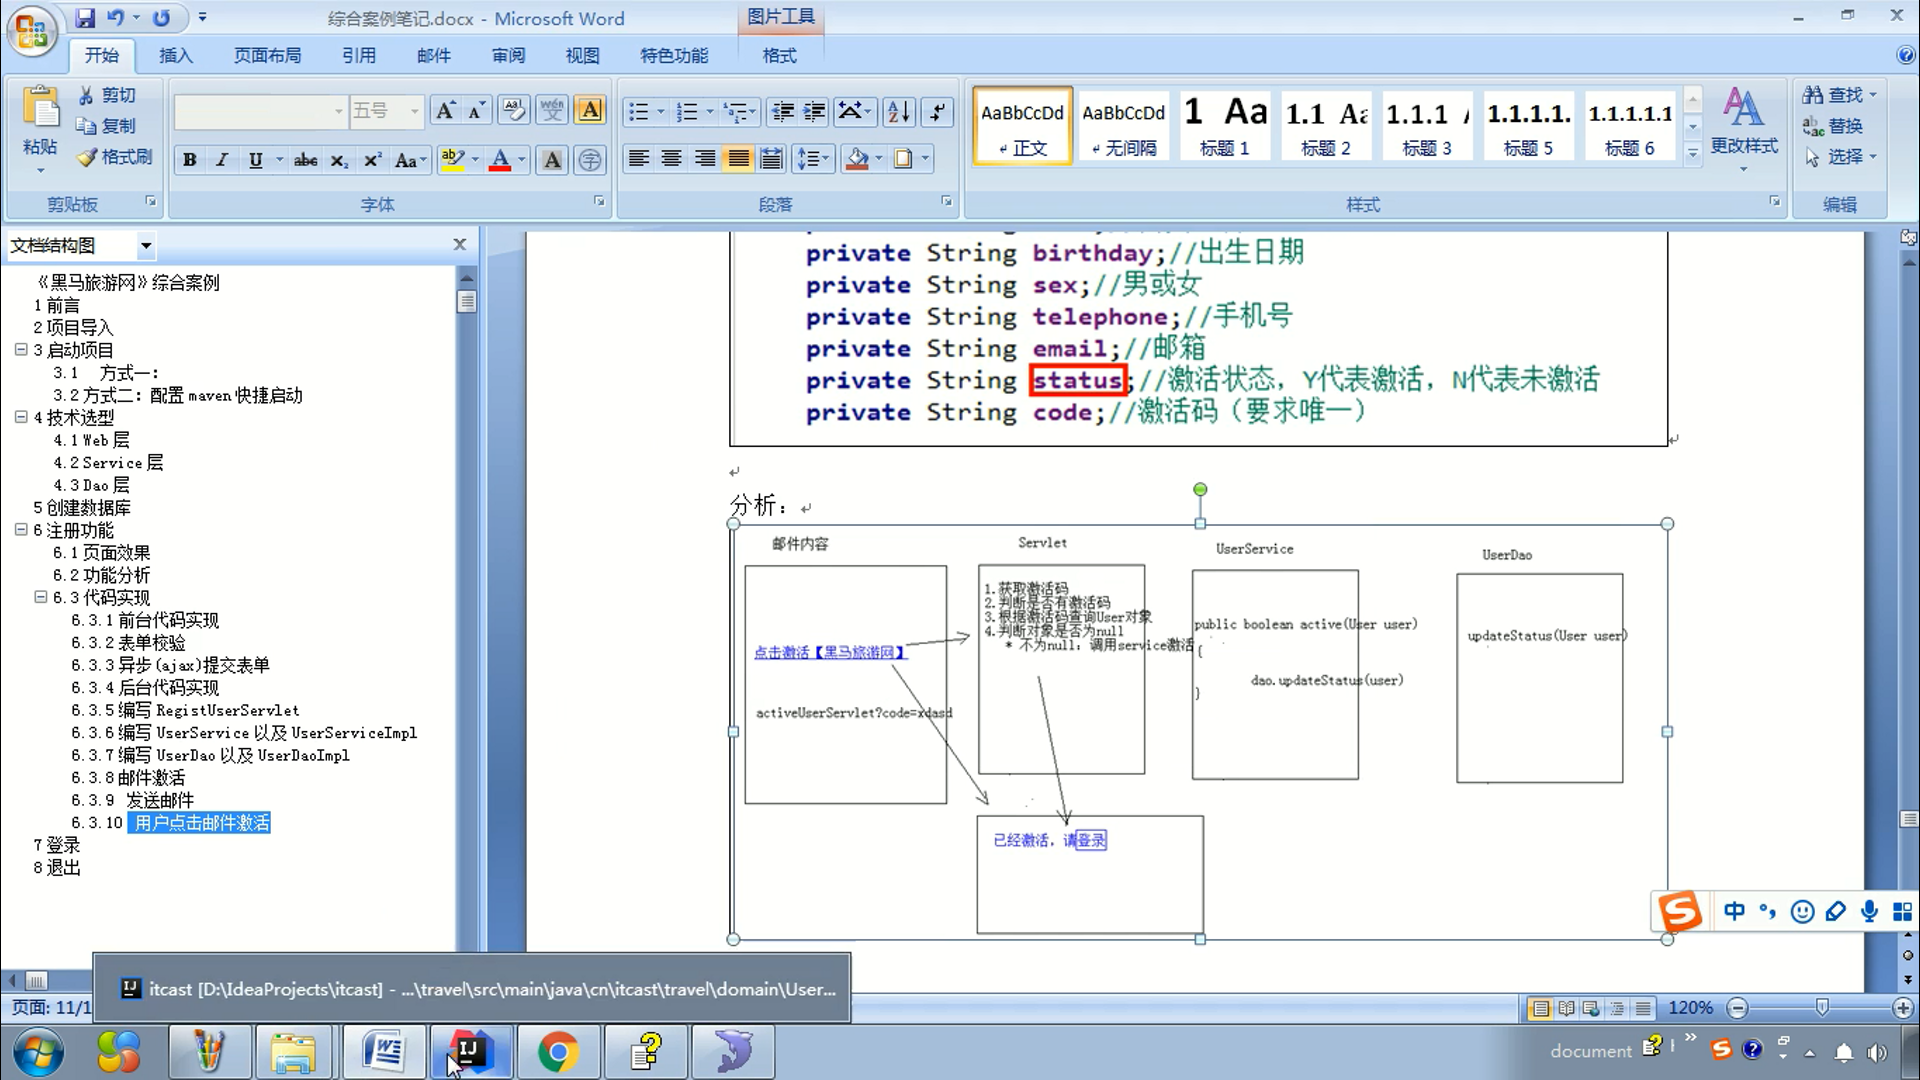 综合案例笔记.docx - Microsoft Word
图片工具
开始 插入 页面布局 引用 邮件 审阅 视图 特色功能 格式
粘贴
剪切
复制
格式刷
剪贴板
五号
B I U abc x₂ x² Aa
字体
段落
AaBbCcDd AaBbCcDd 1 Aa 1.1 Aa 1.1.1 1.1.1.1. 1.1.1.1.1
正文 无间隔 标题 1 标题 2 标题 3 标题 5 标题 6
更改样式
样式
查找
替换
选择
编辑
文档结构图
《黑马旅游网》综合案例
1 前言
2 项目导入
3 启动项目
3.1 方式一:
3.2 方式二: 配置 maven 快捷启动
4 技术选型
4.1 Web 层
4.2 Service 层
4.3 Dao 层
5 创建数据库
6 注册功能
6.1 页面效果
6.2 功能分析
6.3 代码实现
6.3.1 前台代码实现
6.3.2 表单校验
6.3.3 异步(ajax)提交表单
6.3.4 后台代码实现
6.3.5 编写 RegistUserServlet
6.3.6 编写 UserService 以及 UserServiceImpl
6.3.7 编写 UserDao 以及 UserDaoImpl
6.3.8 邮件激活
6.3.9 发送邮件
6.3.10 用户点击邮件激活
7 登录
8 退出
private String birthday;//出生日期
private String sex;//男或女
private String telephone;//手机号
private String email;//邮箱
private String status;//激活状态，Y代表激活，N代表未激活
private String code;//激活码（要求唯一）
分析:
邮件内容
点击激活【黑马旅游网】
activeUserServlet?code=xdasd
Servlet
1.获取激活码
2.判断是否有激活码
3.根据激活码查询User对象
4.判断对象是否为null
* 不为null: 调用service激活
UserService
public boolean active(User user)
{
dao.updateStatus(user)
}
UserDao
updateStatus(User user)
已经激活, 请登录
中
itcast [D:\IdeaProjects\itcast] - ...\travel\src\main\java\cn\itcast\travel\domain\User...
页面: 11/1
120%
document